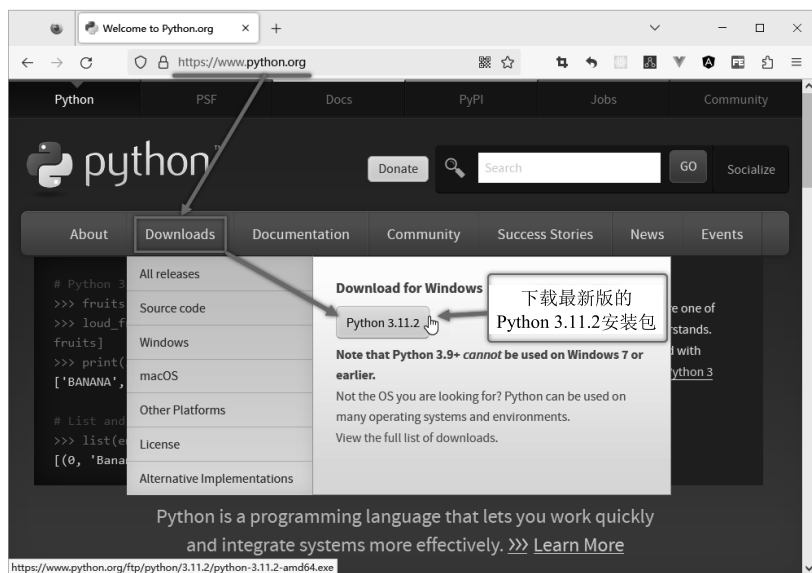 Welcome to Python.org
https://www.python.org
Python PSF Docs PyPI Jobs Community
python
Donate Search GO Socialize
About Downloads Documentation Community Success Stories News Events
# Python 3
>>> fruits
>>> loud_f
fruits]
>>> print(
['BANANA',
# List and
>>> list(e
[(0, 'Bana
All releases
Source code
Windows
macOS
Other Platforms
License
Alternative Implementations
Download for Windows
Python 3.11.2
Note that Python 3.9+ cannot be used on Windows 7 or
earlier.
Not the OS you are looking for? Python can be used on
many operating systems and environments.
View the full list of downloads.
下载最新版的
Python 3.11.2安装包
re one of
rstands.
d with
ython 3
Python is a programming language that lets you work quickly
and integrate systems more effectively. >>> Learn More
https://www.python.org/ftp/python/3.11.2/python-3.11.2-amd64.exe